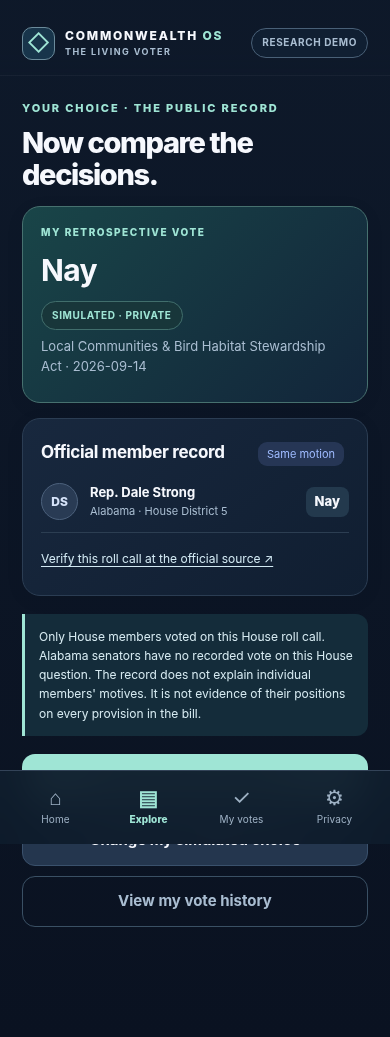 COMMONWEALTH OS
THE LIVING VOTER
RESEARCH DEMO
YOUR CHOICE · THE PUBLIC RECORD
Now compare the
decisions.
MY RETROSPECTIVE VOTE
Nay
SIMULATED · PRIVATE
Local Communities & Bird Habitat Stewardship
Act · 2026-09-14
Official member record
Same motion
DS
Rep. Dale Strong
Alabama · House District 5
Nay
Verify this roll call at the official source ↗
Only House members voted on this House roll call.
Alabama senators have no recorded vote on this House
question. The record does not explain individual
members' motives. It is not evidence of their positions
on every provision in the bill.
Home
Explore
My votes
Privacy
Change my simulated choice
View my vote history